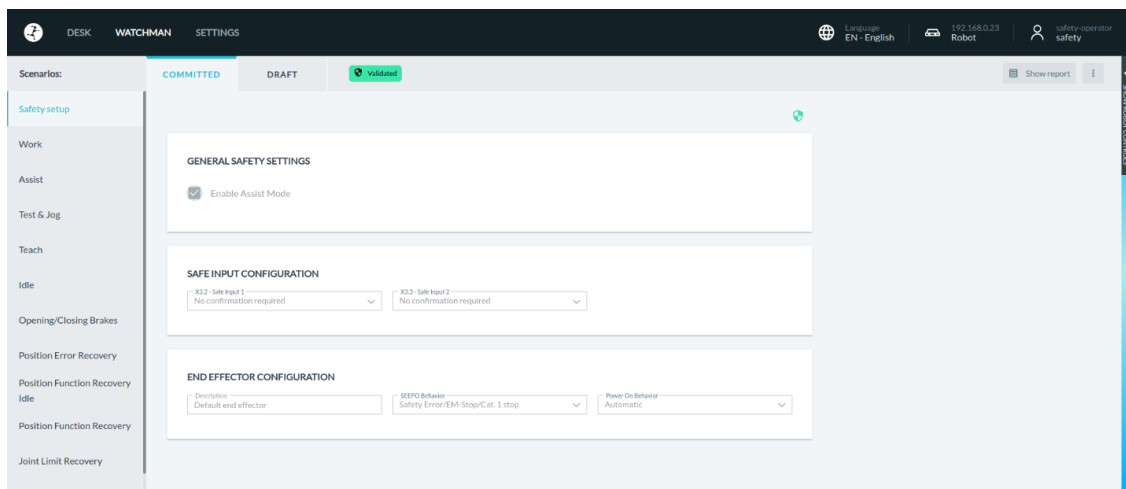 DESK WATCHMAN SETTINGS
Language
EN - English
192.168.0.23
Robot
safety-operator
safety
Scenarios:
COMMITTED DRAFT Validated Show report
Safety setup
Work
Assist
Test & Jog
Teach
Idle
Opening/Closing Brakes
Position Error Recovery
Position Function Recovery
Idle
Position Function Recovery
Joint Limit Recovery
GENERAL SAFETY SETTINGS
Enable Assist Mode
SAFE INPUT CONFIGURATION
X3.2 - Safe Input 1
No confirmation required
X3.3 - Safe Input 2
No confirmation required
END EFFECTOR CONFIGURATION
Description
Default end effector
SEEPO Behavior
Safety Error/EM-Stop/Cat. 1 stop
Power On Behavior
Automatic